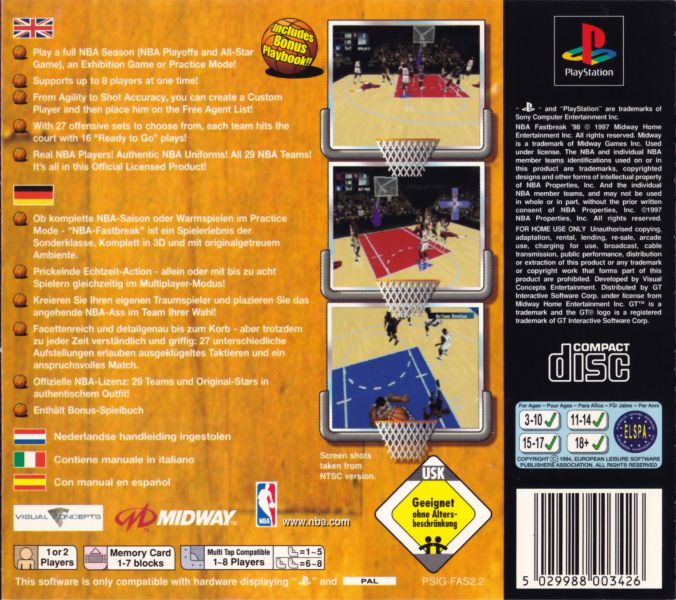 Includes
Bonus
Playbook!!
Play a full NBA Season (NBA Playoffs and All-Star
Game), an Exhibition Game or Practice Mode!
Supports up to 8 players at one time!
From Agility to Shot Accuracy, you can create a Custom
Player and then place him on the Free Agent List!
With 27 offensive sets to choose from, each team hits the
court with 16 "Ready to Go" plays!
Real NBA Players! Authentic NBA Uniforms! All 29 NBA Teams!
It's all in this Official Licensed Product!
Ob komplette NBA-Saison oder Warmspielen im Practice
Mode - "NBA-Fastbreak" ist ein Spielerlebnis der
Sonderklasse. Komplett in 3D und mit originalgetreuem
Ambiente.
Prickelnde Echtzeit-Action - allein oder mit bis zu acht
Spielern gleichzeitig im Multiplayer-Modus!
Kreieren Sie Ihren eigenen Traumspieler und plazieren Sie das
angehende NBA-Ass im Team Ihrer Wahl!
Facettenreich und detailgenau bis zum Korb - aber trotzdem
zu jeder Zeit verständlich und griffig: 27 unterschiedliche
Aufstellungen erlauben ausgeklügeltes Taktieren und ein
anspruchsvolles Match.
Offizielle NBA-Lizenz: 29 Teams und Original-Stars in
authentischem Outfit!
Enthält Bonus-Spielbuch
Nederlandse handleiding ingestolen
Contiene manuale in italiano
Con manual en español
Screen shots
taken from
NTSC version.
VISUAL CONCEPTS
MIDWAY
NBA
www.nba.com
USK
Geeignet
ohne Alters-
beschränkung
1 or 2
Players
Memory Card
1-7 blocks
Multi Tap Compatible
1~8 Players
=1~5
=6~8
This software is only compatible with hardware displaying " " and PAL
PSIG-FAS2.2
PlayStation
" " and "PlayStation" are trademarks of
Sony Computer Entertainment Inc.
NBA Fastbreak '98 © 1997 Midway Home
Entertainment Inc. All rights reserved. Midway
is a trademark of Midway Games Inc. Used
under license. The NBA and individual NBA
member teams identifications used on or in
this product are trademarks, copyrighted
designs and other forms of intellectual property
of NBA Properties, Inc. And the individual
NBA member teams, and may not be used
in whole or in part, without the prior written
consent of NBA Properties, Inc. ©1997
NBA Properties, Inc. All rights reserved.
FOR HOME USE ONLY Unauthorised copying,
adaptation, rental, lending, re-sale, arcade
use, charging for use, broadcast, cable
transmission, public performance, distribution
or extraction of this product or any trademark
or copyright work that forms part of this
product are prohibited. Developed by Visual
Concepts Entertainment. Distributed by GT
Interactive Software Corp. under license from
Midway Home Entertainment Inc. GT™ is a
trademark and the GT® logo is a registered
trademark of GT Interactive Software Corp.
COMPACT
disc
For Ages - Pour Ages - Para Años - Für Jahre - Per Anni
3-10
11-14
15-17
18+
ELSPA
COPYRIGHT © 1994, EUROPEAN LEISURE SOFTWARE
PUBLISHERS ASSOCIATION. ALL RIGHTS RESERVED
5 029988 003426